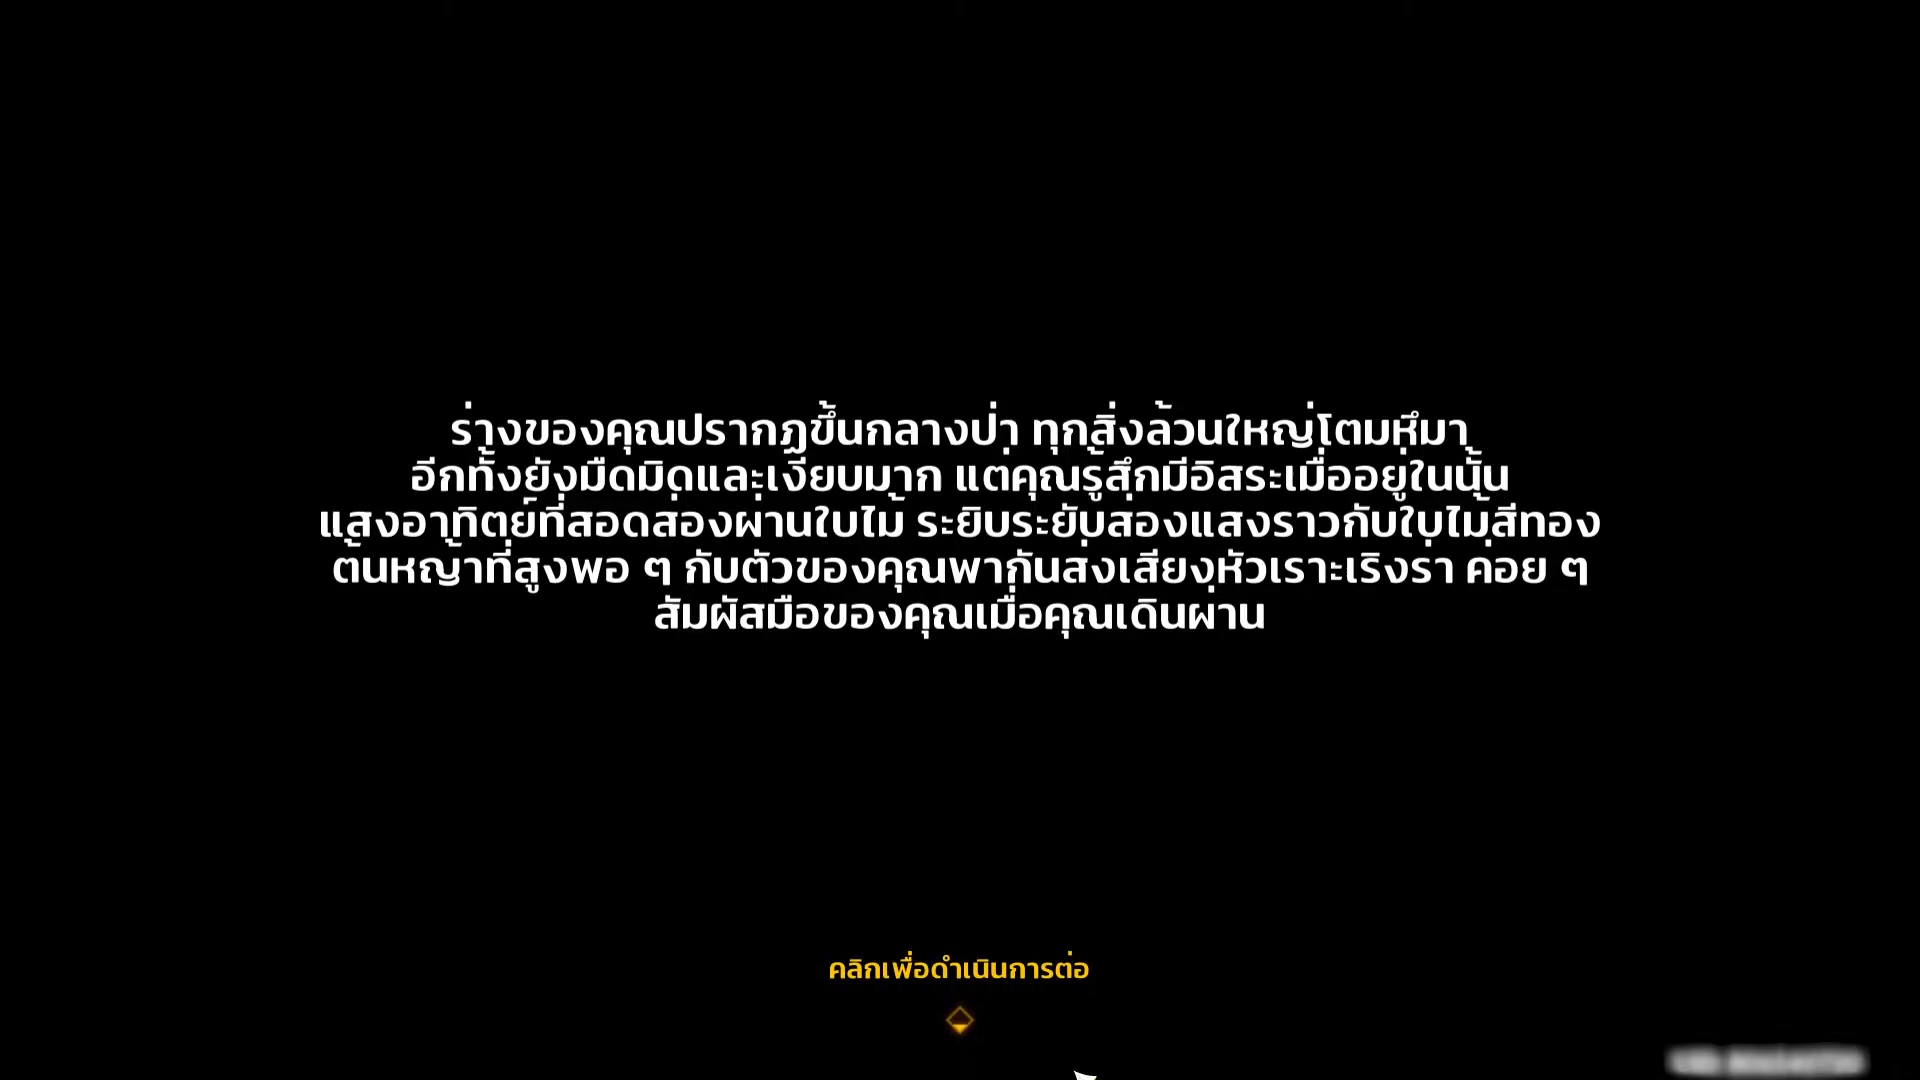 ร่างของคุณปรากฏขึ้นกลางป่า ทุกสิ่งล้วนใหญ่โตมหึมา
อีกทั้งยังมืดมิดและเงียบมาก แต่คุณรู้สึกมีอิสระเมื่ออยู่ในนั้น
แสงอาทิตย์ที่สอดส่องผ่านใบไม้ ระยิบระยับส่องแสงราวกับใบไม้สีทอง
ต้นหญ้าที่สูงพอ ๆ กับตัวของคุณพากันส่งเสียงหัวเราะเริงร่า ค่อย ๆ
สัมผัสมือของคุณเมื่อคุณเดินผ่าน
คลิกเพื่อดำเนินการต่อ